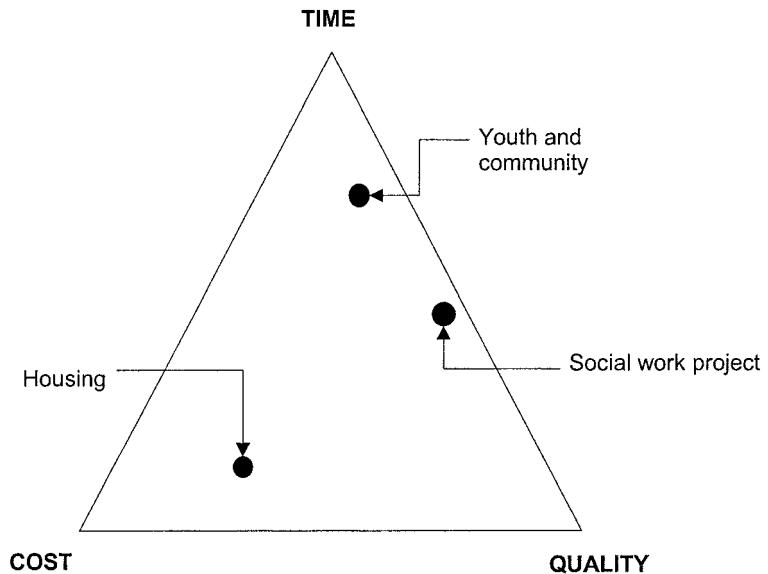 TIME
Youth and
community
Social work project
Housing
COST
QUALITY